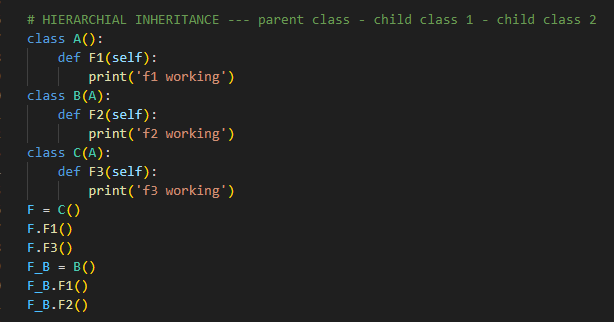 # HIERARCHIAL INHERITANCE --- parent class - child class 1 - child class 2
class A():
    def F1(self):
        print('f1 working')
class B(A):
    def F2(self):
        print('f2 working')
class C(A):
    def F3(self):
        print('f3 working')
F = C()
F.F1()
F.F3()
F_B = B()
F_B.F1()
F_B.F2()